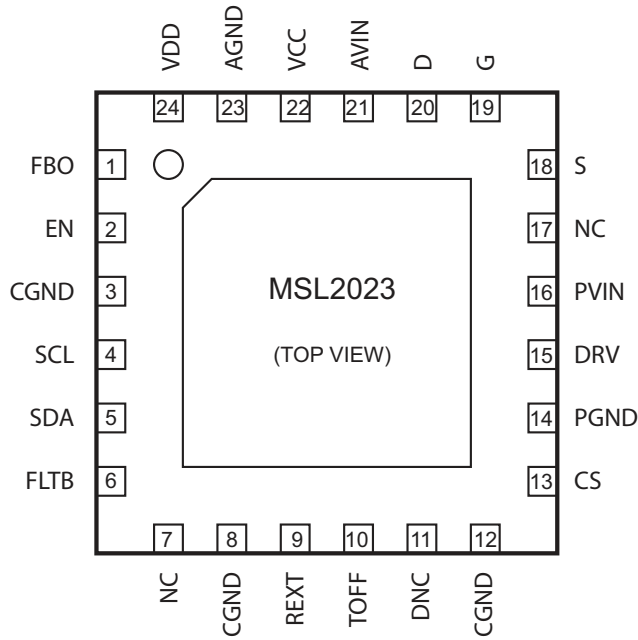 VDD AGND VCC AVIN D G
24 23 22 21 20 19
FBO 1 18 S
EN 2 17 NC
CGND 3 16 PVIN
SCL 4 15 DRV
SDA 5 14 PGND
FLTB 6 13 CS
MSL2023
(TOP VIEW)
7 8 9 10 11 12
NC CGND REXT TOFF DNC CGND